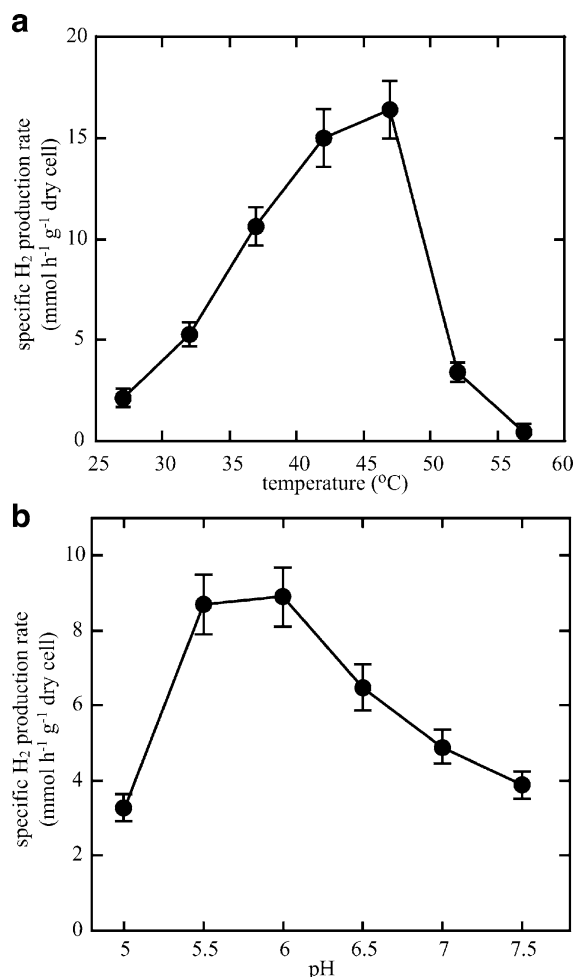 a
20
15
10
5
0
specific H2 production rate
(mmol h-1 g-1 dry cell)
25 30 35 40 45 50 55 60
temperature (oC)
b
10
8
6
4
2
0
specific H2 production rate
(mmol h-1 g-1 dry cell)
5 5.5 6 6.5 7 7.5
pH